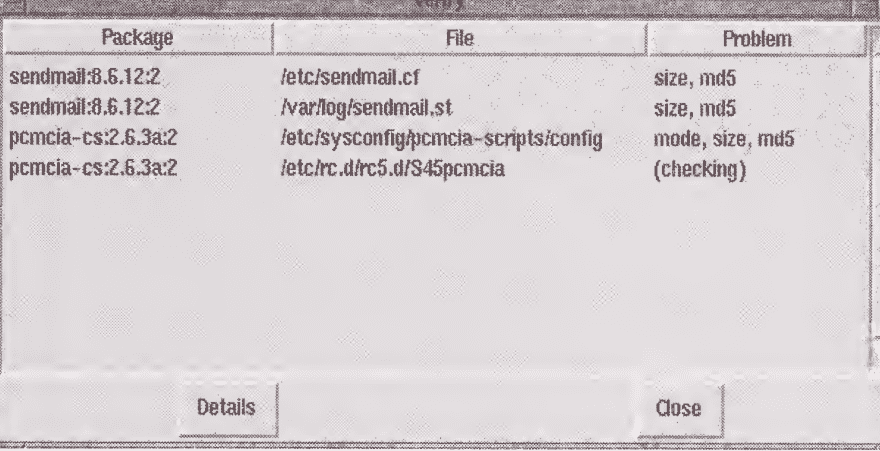 Verify
Package File Problem
sendmail:8.6.12:2 /etc/sendmail.cf size, md5
sendmail:8.6.12:2 /var/log/sendmail.st size, md5
pcmcia-cs:2.6.3a:2 /etc/sysconfig/pcmcia-scripts/config mode, size, md5
pcmcia-cs:2.6.3a:2 /etc/rc.d/rc5.d/S45pcmcia (checking)
Details Close